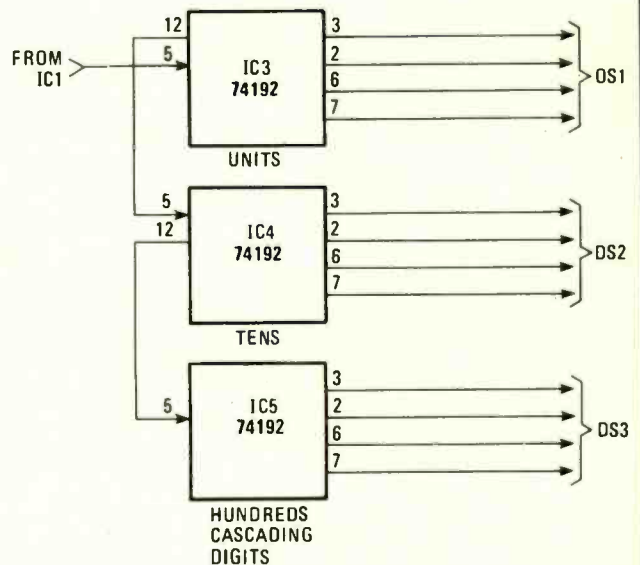 12
3
FROM
IC1
5
IC3
74192
2
6
7
OS1
UNITS
5
12
IC4
74192
3
2
6
7
DS2
TENS
5
IC5
74192
3
2
6
7
DS3
HUNDREDS
CASCADING
DIGITS